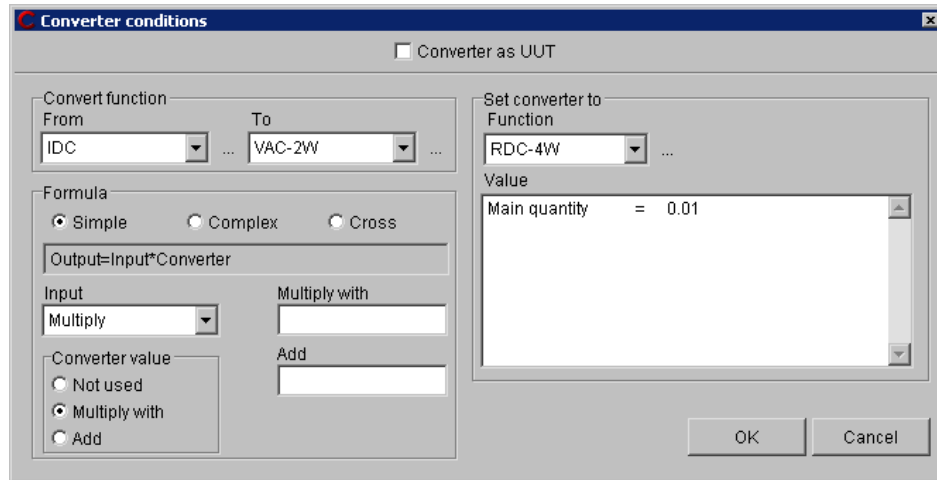 Converter conditions
Converter as UUT
Convert function
From To
IDC ... VAC-2W ...
Formula
Simple Complex Cross
Output=Input*Converter
Input Multiply with
Multiply
Converter value
Not used
Multiply with
Add
Add
Set converter to
Function
RDC-4W ...
Value
Main quantity = 0.01
OK Cancel